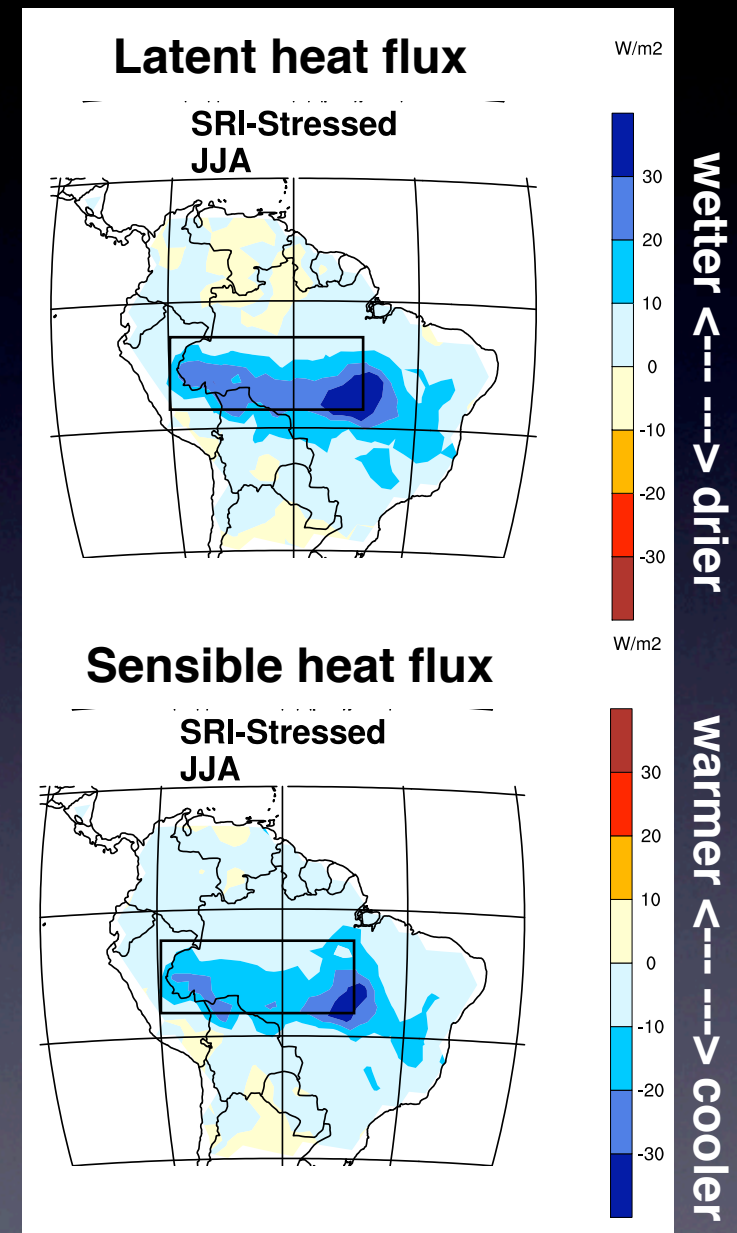 Latent heat flux
W/m2
SRI-Stressed
JJA
30
20
10
0
-10
-20
-30
wetter <--- ---> drier
Sensible heat flux
W/m2
SRI-Stressed
JJA
30
20
10
0
-10
-20
-30
warmer <--- ---> cooler